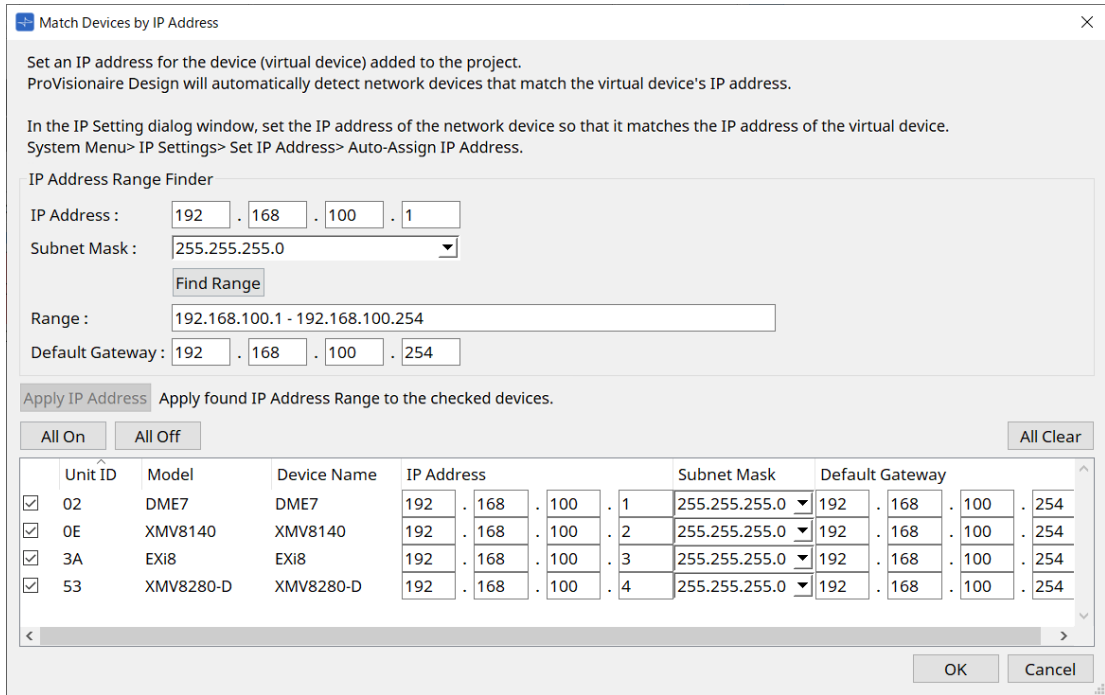 Match Devices by IP Address
Set an IP address for the device (virtual device) added to the project.
ProVisionaire Design will automatically detect network devices that match the virtual device's IP address.
In the IP Setting dialog window, set the IP address of the network device so that it matches the IP address of the virtual device.
System Menu> IP Settings> Set IP Address> Auto-Assign IP Address.
IP Address Range Finder
IP Address : 192 . 168 . 100 . 1
Subnet Mask : 255.255.255.0
Find Range
Range : 192.168.100.1 - 192.168.100.254
Default Gateway : 192 . 168 . 100 . 254
Apply IP Address Apply found IP Address Range to the checked devices.
All On All Off All Clear
Unit ID Model Device Name IP Address Subnet Mask Default Gateway
02 DME7 DME7 192 . 168 . 100 . 1 255.255.255.0 192 . 168 . 100 . 254
0E XMV8140 XMV8140 192 . 168 . 100 . 2 255.255.255.0 192 . 168 . 100 . 254
3A EXi8 EXi8 192 . 168 . 100 . 3 255.255.255.0 192 . 168 . 100 . 254
53 XMV8280-D XMV8280-D 192 . 168 . 100 . 4 255.255.255.0 192 . 168 . 100 . 254
OK Cancel